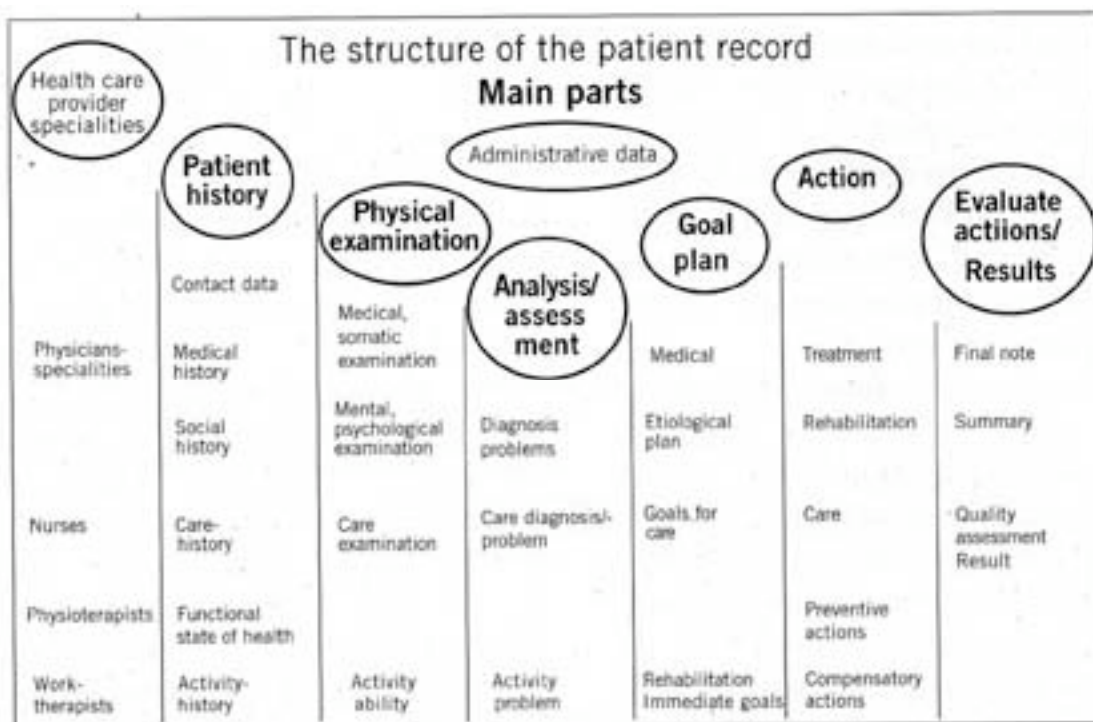 The structure of the patient record
Main parts
Health care
provider
specialities
Administrative data
Patient
history
Physical
examination
Analysis/
assess
ment
Goal
plan
Action
Evaluate
actiions/
Results
Contact data
Medical,
somatic
examination
Physicians-
specialities
Medical
history
Medical
Treatment
Final note
Social
history
Mental,
psychological
examination
Diagnosis
problems
Etiological
plan
Rehabilitation
Summary
Nurses
Care-
history
Care
examination
Care diagnosis/-
problem
Goals for
care
Care
Quality
assessment
Result
Physioterapists
Functional
state of health
Preventive
actions
Work-
therapists
Activity-
history
Activity
ability
Activity
problem
Rehabilitation
Immediate goals
Compensatory
actions